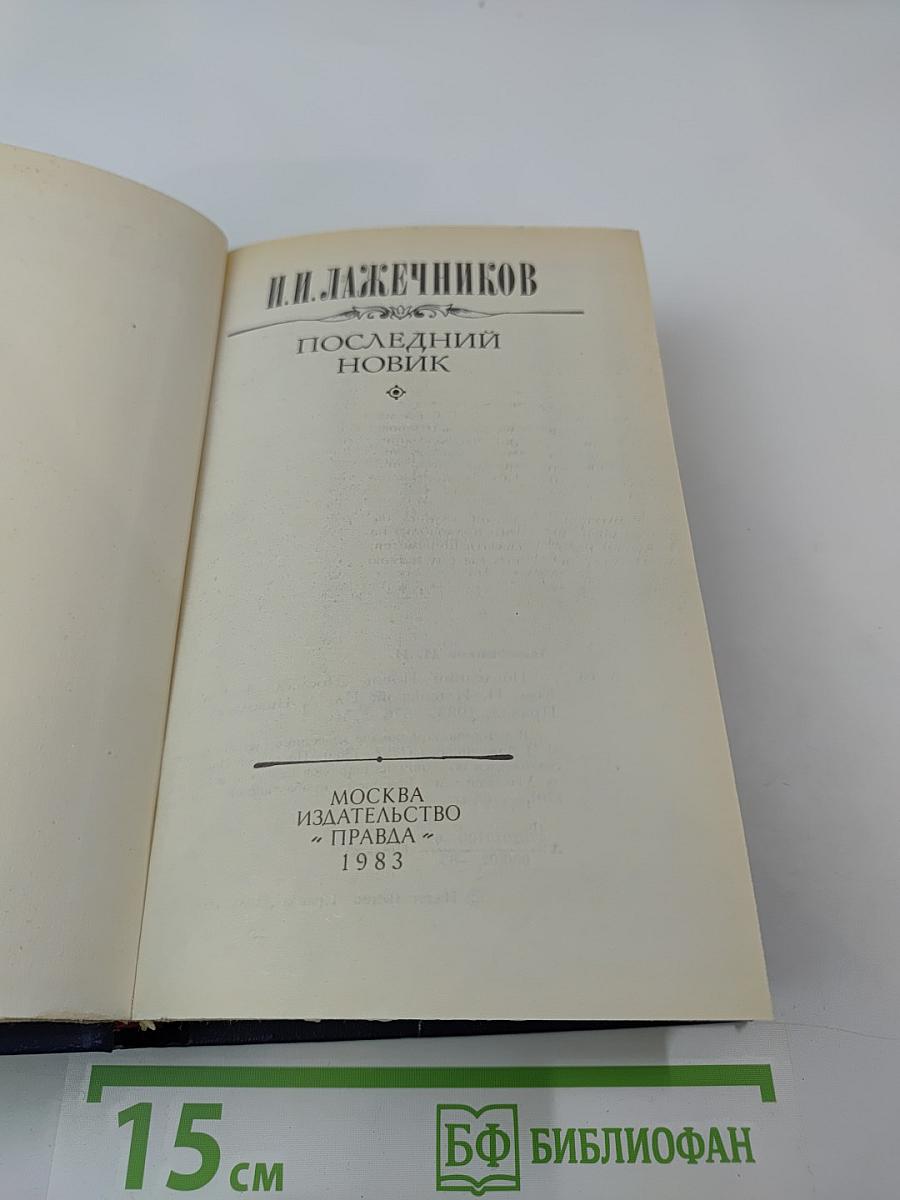 И.И.ЛАЖЕЧНИКОВ
ПОСЛЕДНИЙ
НОВИК
МОСКВА
ИЗДАТЕЛЬСТВО
„ПРАВДА“
1983
15 см
БФ БИБЛИОФАН